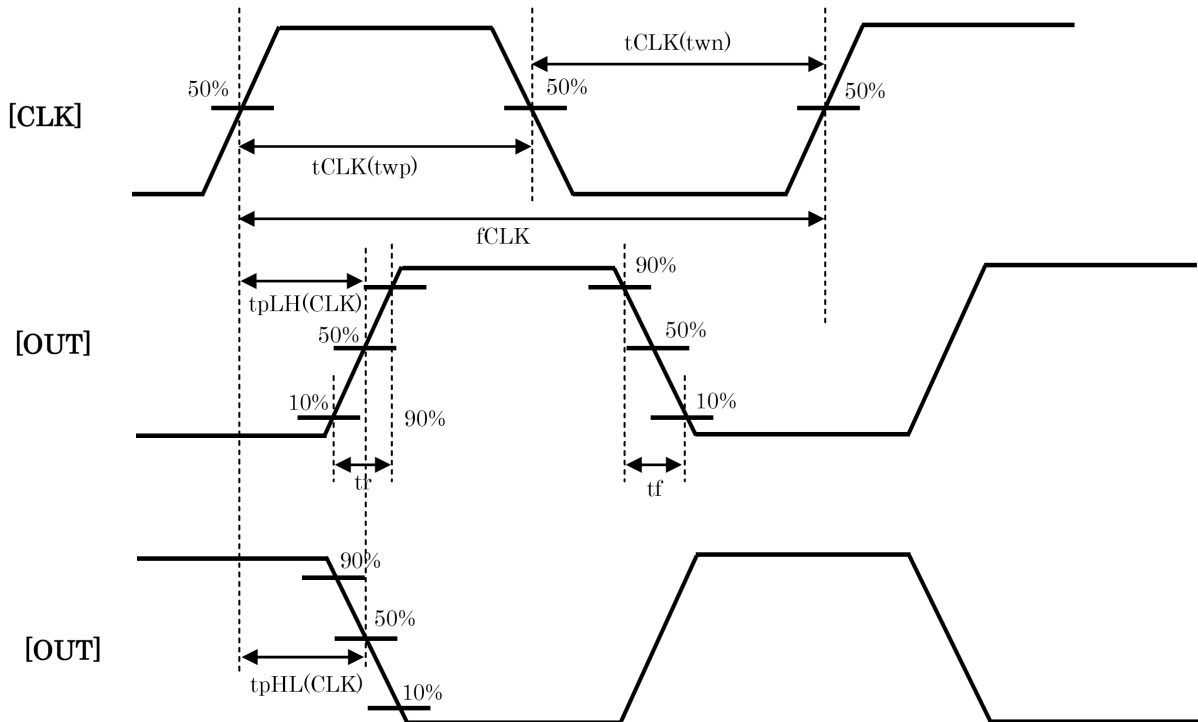 tCLK(twn)
50%
50%
50%
[CLK]
tCLK(twp)
fCLK
90%
tpLH(CLK)
50%
50%
[OUT]
10%
90%
10%
tr
tf
90%
50%
[OUT]
tpHL(CLK)
10%